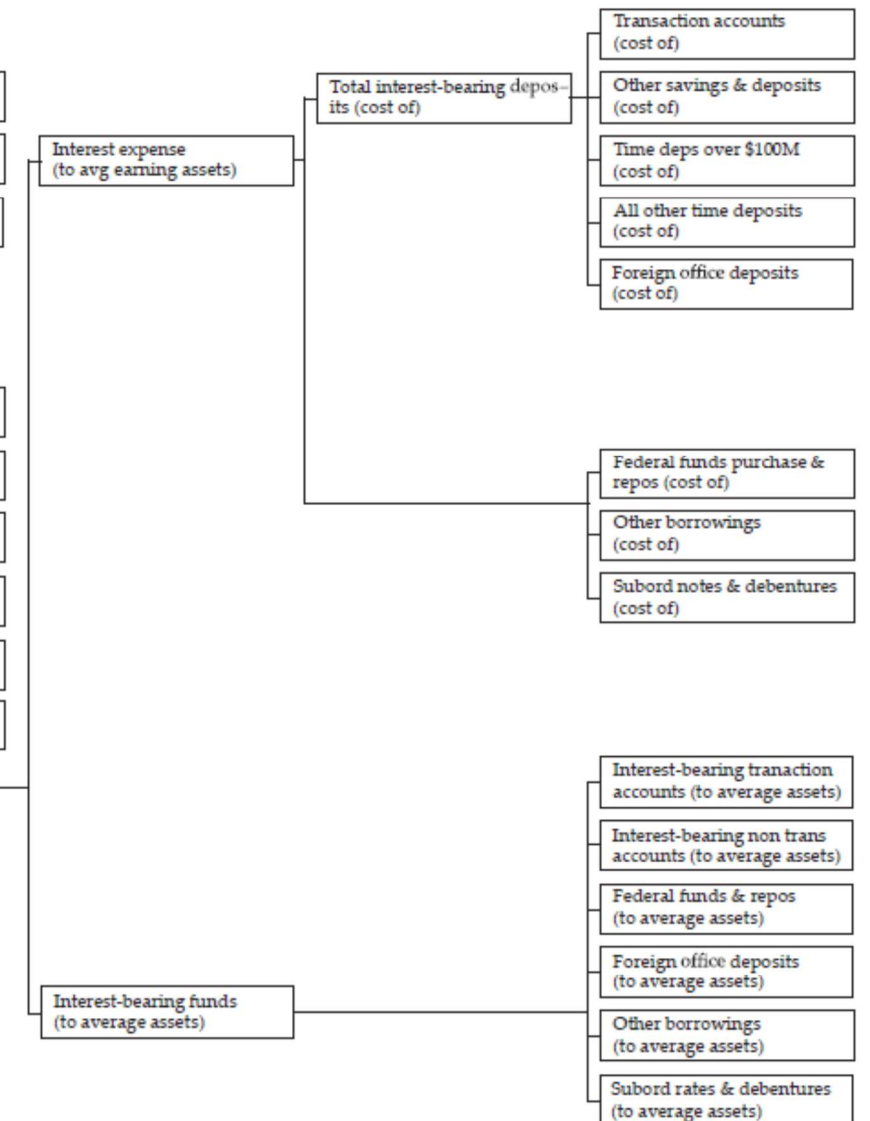 Transaction accounts
(cost of)
Total interest-bearing depos-
its (cost of)
Other savings & deposits
(cost of)
Interest expense
(to avg earning assets)
Time deps over $100M
(cost of)
All other time deposits
(cost of)
Foreign office deposits
(cost of)
Federal funds purchase &
repos (cost of)
Other borrowings
(cost of)
Subord notes & debentures
(cost of)
Interest-bearing tranaction
accounts (to average assets)
Interest-bearing non trans
accounts (to average assets)
Federal funds & repos
(to average assets)
Foreign office deposits
(to average assets)
Interest-bearing funds
(to average assets)
Other borrowings
(to average assets)
Subord rates & debentures
(to average assets)